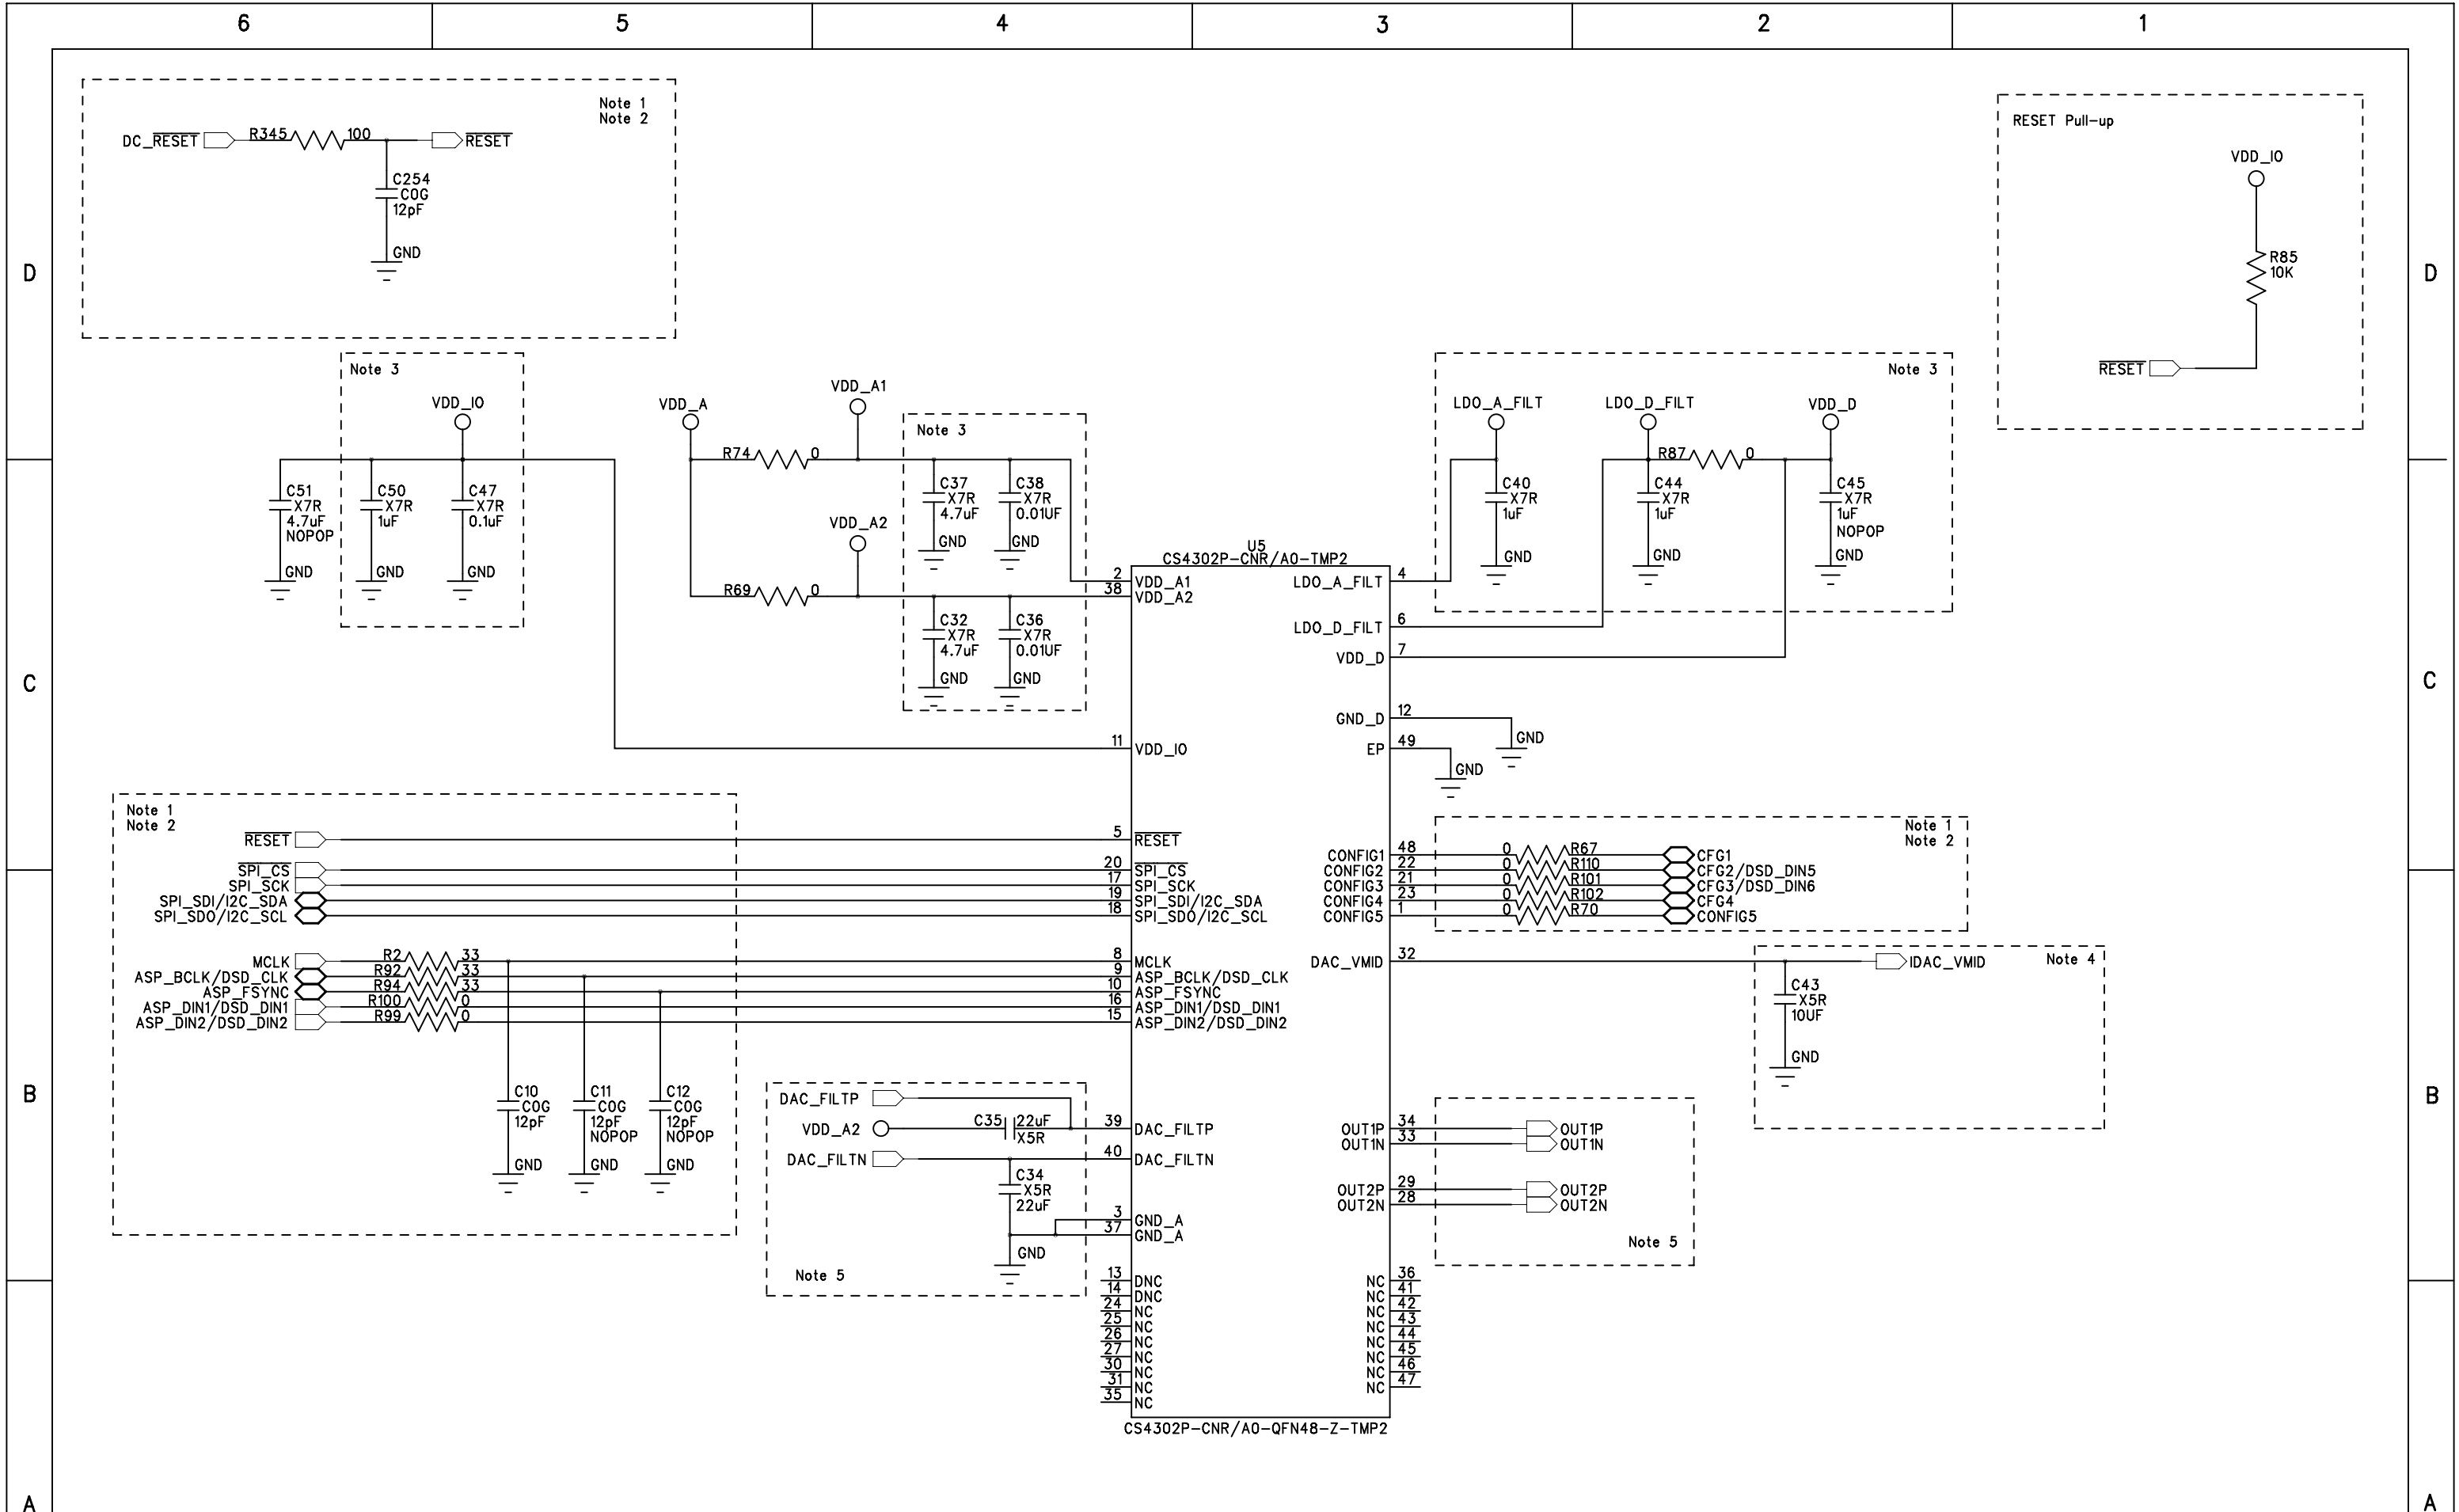 6 5 4 3 2 1
Note 1
Note 2
DC_RESET
R345
100
RESET
C254
COG
12pF
GND
RESET Pull-up
VDD_IO
R85
10K
RESET
D
D
Note 3
VDD_IO
C51
X7R
4.7uF
NOPOP
GND
C50
X7R
1uF
GND
C47
X7R
0.1uF
GND
VDD_A
R74
0
VDD_A1
Note 3
C37
X7R
4.7uF
GND
C38
X7R
0.01UF
GND
VDD_A2
R69
0
C32
X7R
4.7uF
GND
C36
X7R
0.01UF
GND
Note 3
LDO_A_FILT
LDO_D_FILT
VDD_D
R87
0
C40
X7R
1uF
GND
C44
X7R
1uF
GND
C45
X7R
1uF
NOPOP
GND
C
C
U5
CS4302P-CNR/A0-TMP2
2 VDD_A1
38 VDD_A2
11 VDD_IO
LDO_A_FILT 4
LDO_D_FILT 6
VDD_D 7
GND_D 12
GND
EP 49
GND
Note 1
Note 2
RESET
5 RESET
SPI_CS
20 SPI_CS
SPI_SCK
17 SPI_SCK
SPI_SDI/I2C_SDA
19 SPI_SDI/I2C_SDA
SPI_SDO/I2C_SCL
18 SPI_SDO/I2C_SCL
MCLK R2 33
8 MCLK
ASP_BCLK/DSD_CLK R92 33
9 ASP_BCLK/DSD_CLK
ASP_FSYNC R94 33
10 ASP_FSYNC
ASP_DIN1/DSD_DIN1 R100 0
16 ASP_DIN1/DSD_DIN1
ASP_DIN2/DSD_DIN2 R99 0
15 ASP_DIN2/DSD_DIN2
C10
COG
12pF
GND
C11
COG
12pF
NOPOP
GND
C12
COG
12pF
NOPOP
GND
Note 1
Note 2
CONFIG1 48 0 R67 CFG1
CONFIG2 22 0 R110 CFG2/DSD_DIN5
CONFIG3 21 0 R101 CFG3/DSD_DIN6
CONFIG4 23 0 R102 CFG4
CONFIG5 1 0 R70 CONFIG5
DAC_VMID 32
IDAC_VMID
Note 4
C43
X5R
10UF
GND
B
B
DAC_FILTP
VDD_A2
C35
22uF
X5R
39 DAC_FILTP
DAC_FILTN
40 DAC_FILTN
C34
X5R
22uF
3 GND_A
37 GND_A
GND
Note 5
OUT1P 34 OUT1P
OUT1N 33 OUT1N
OUT2P 29 OUT2P
OUT2N 28 OUT2N
Note 5
13 DNC
14 DNC
24 NC
25 NC
26 NC
27 NC
30 NC
31 NC
35 NC
NC 36
NC 41
NC 42
NC 43
NC 44
NC 45
NC 46
NC 47
CS4302P-CNR/A0-QFN48-Z-TMP2
A
A